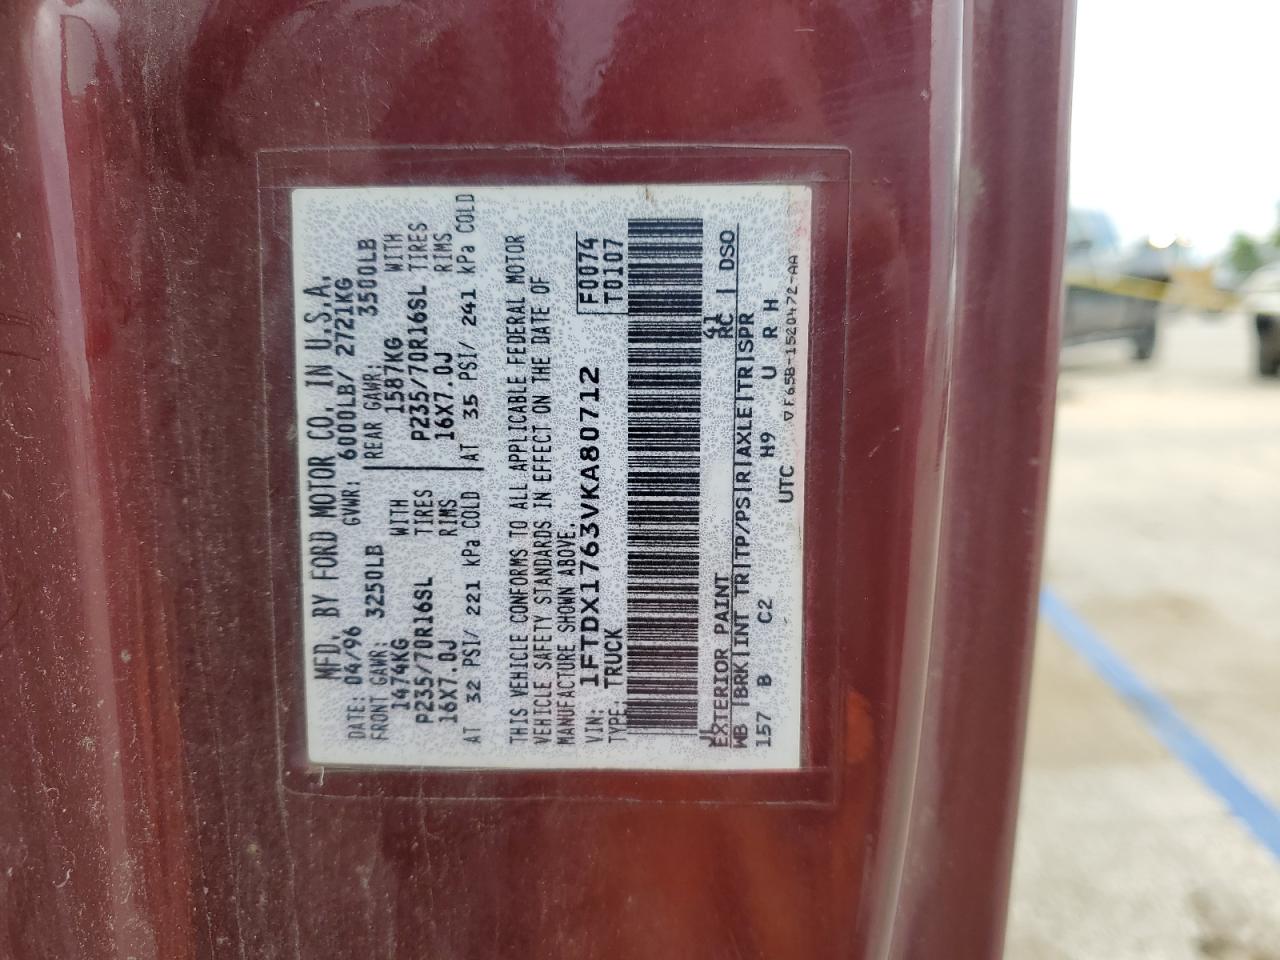 MFD. BY FORD MOTOR CO. IN U.S.A.
DATE: 04/96 GVWR: 6000LB/ 2721KG
FRONT GAWR: 3250LB REAR GAWR: 3500LB
1474KG WITH 1587KG WITH
P235/70R16SL TIRES P235/70R16SL TIRES
16X7.0J RIMS 16X7.0J RIMS
AT 32 PSI/ 221 kPa COLD AT 35 PSI/ 241 kPa COLD
THIS VEHICLE CONFORMS TO ALL APPLICABLE FEDERAL MOTOR
VEHICLE SAFETY STANDARDS IN EFFECT ON THE DATE OF
MANUFACTURE SHOWN ABOVE.
VIN: 1FTDX1763VKA80712 F0074
TYPE: TRUCK T0107
41
EXTERIOR PAINT RC DSO
WB BRK INT TR TP/PS R AXLE TR SPR
157 B C2 H9 U R H
UTC
▽F65B-1520472-AA